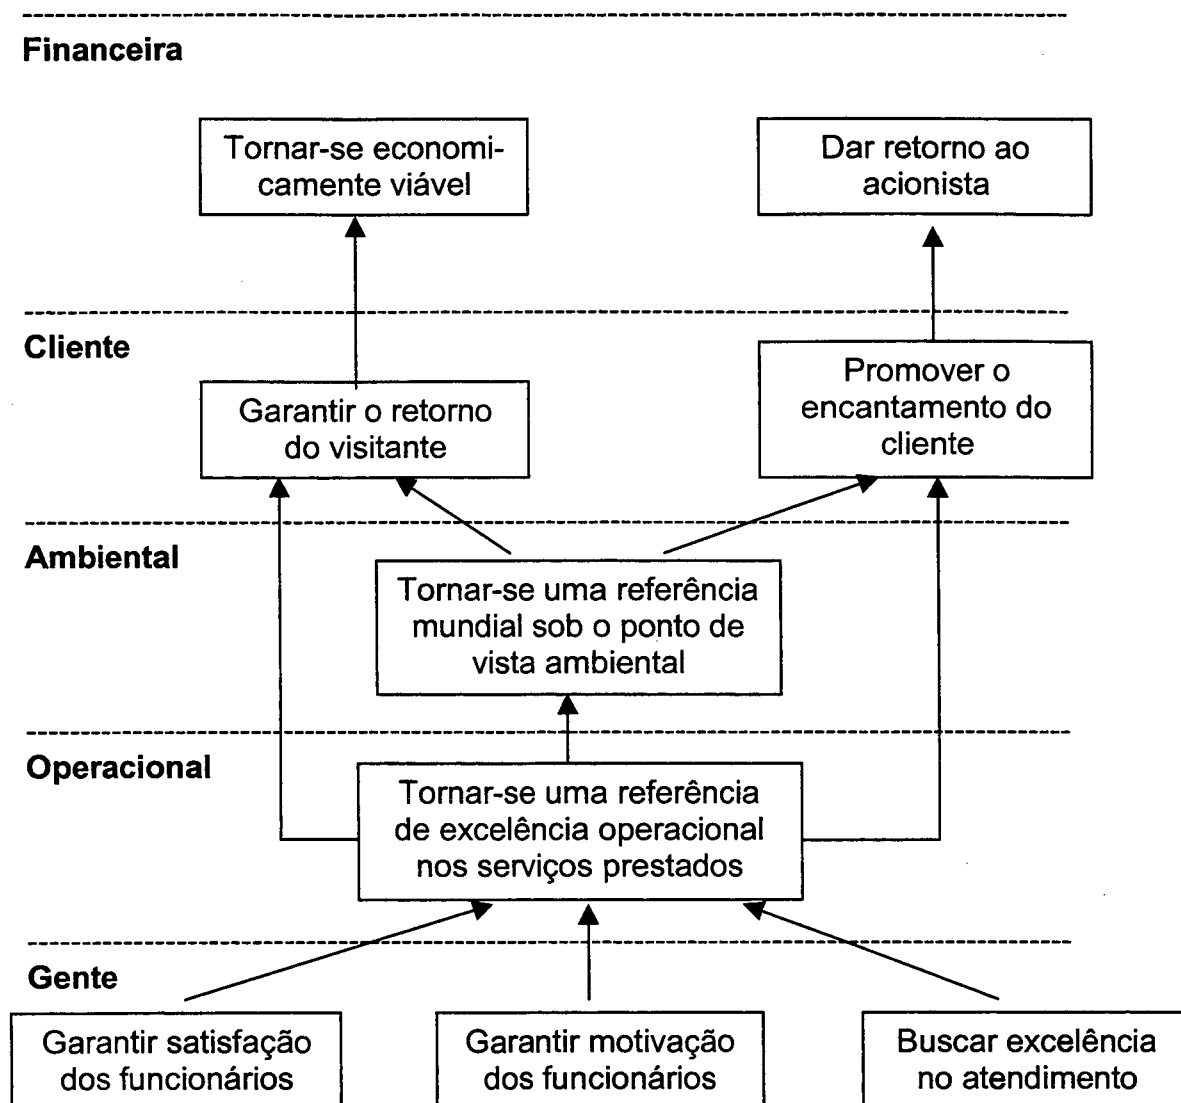 Financeira
Tornar-se economi-
camente viável
Dar retorno ao
acionista
Cliente
Garantir o retorno
do visitante
Promover o
encantamento do
cliente
Ambiental
Tornar-se uma referência
mundial sob o ponto de
vista ambiental
Operacional
Tornar-se uma referência
de excelência operacional
nos serviços prestados
Gente
Garantir satisfação
dos funcionários
Garantir motivação
dos funcionários
Buscar excelência
no atendimento